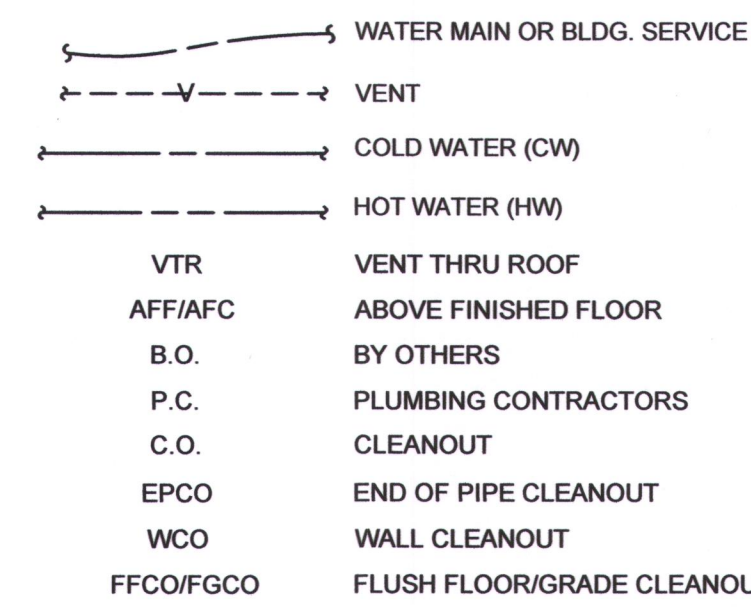 WATER MAIN OR BLDG. SERVICE
V VENT
COLD WATER (CW)
HOT WATER (HW)
VTR VENT THRU ROOF
AFF/AFC ABOVE FINISHED FLOOR
B.O. BY OTHERS
P.C. PLUMBING CONTRACTORS
C.O. CLEANOUT
EPCO END OF PIPE CLEANOUT
WCO WALL CLEANOUT
FFCO/FGCO FLUSH FLOOR/GRADE CLEANOU